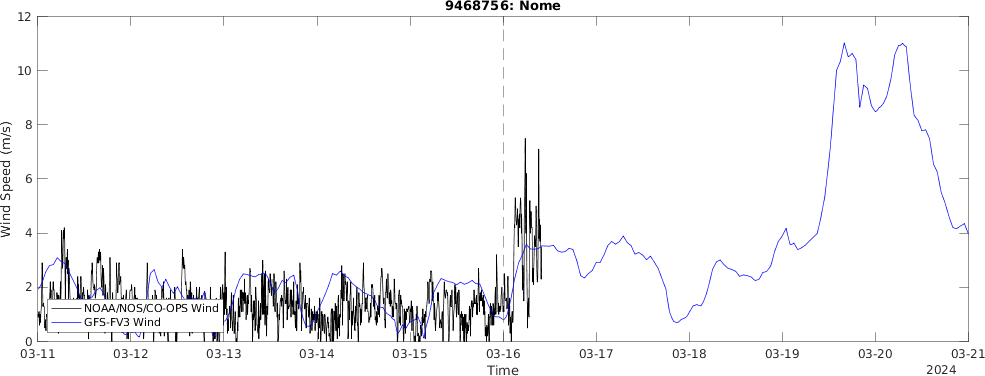 9468756: Nome
12
10
8
6
4
2
0
Wind Speed (m/s)
NOAA/NOS/CO-OPS Wind
GFS-FV3 Wind
03-11 03-12 03-13 03-14 03-15 03-16 03-17 03-18 03-19 03-20 03-21
Time
2024